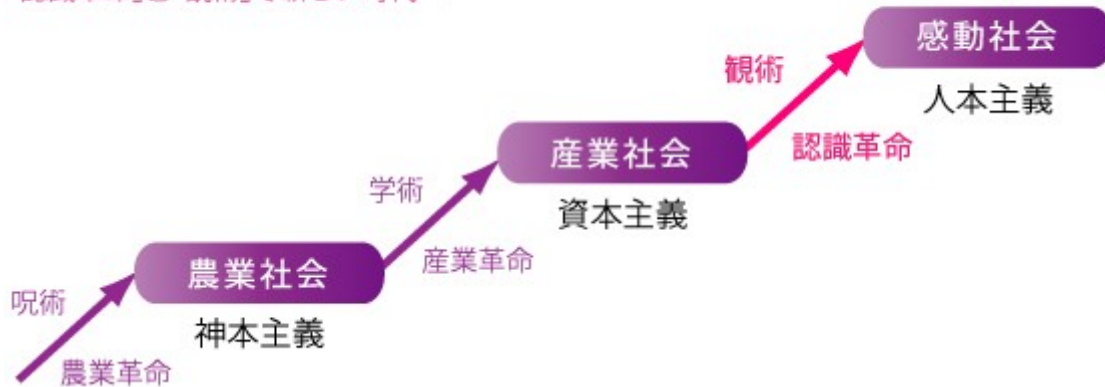 感動社会
観術
人本主義
認識革命
産業社会
学術
資本主義
産業革命
農業社会
呪術
神本主義
農業革命